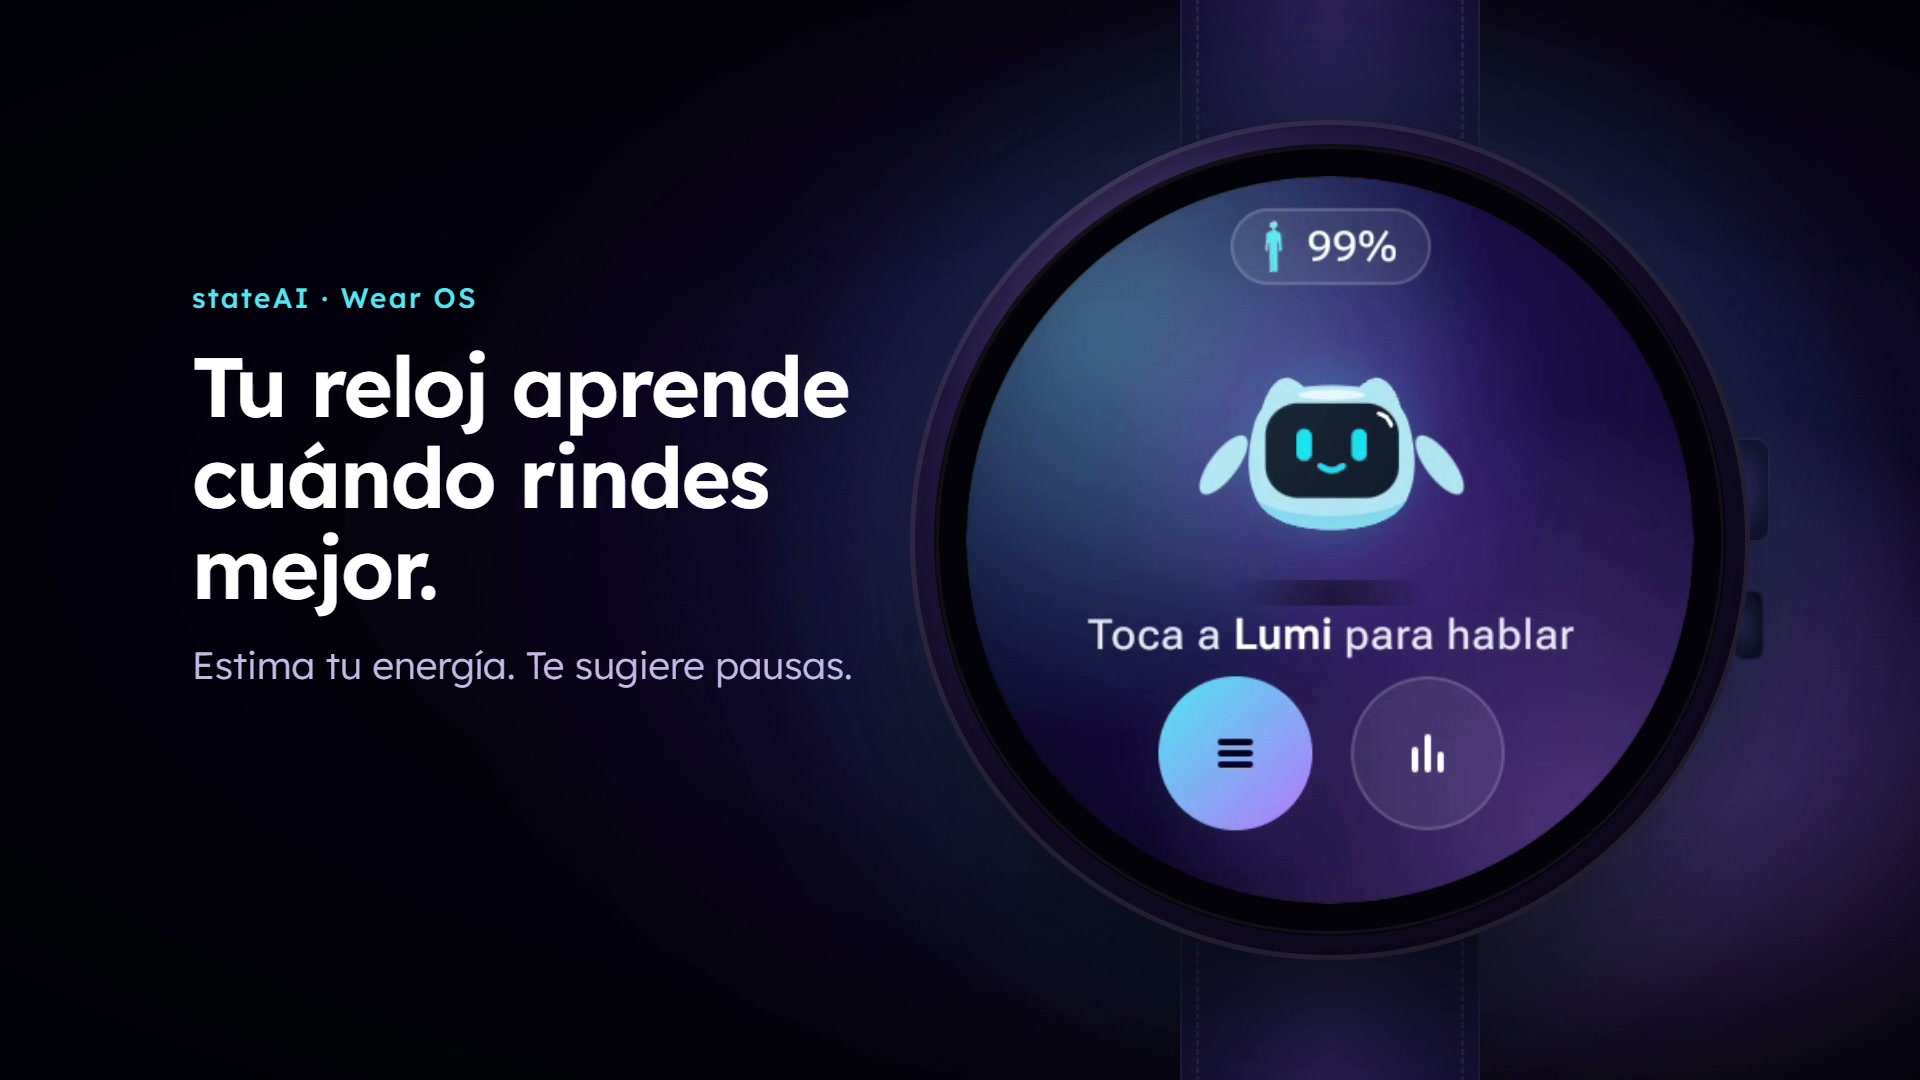 stateAI · Wear OS
Tu reloj aprende
cuándo rindes
mejor.
Estima tu energía. Te sugiere pausas.
99%
Toca a Lumi para hablar